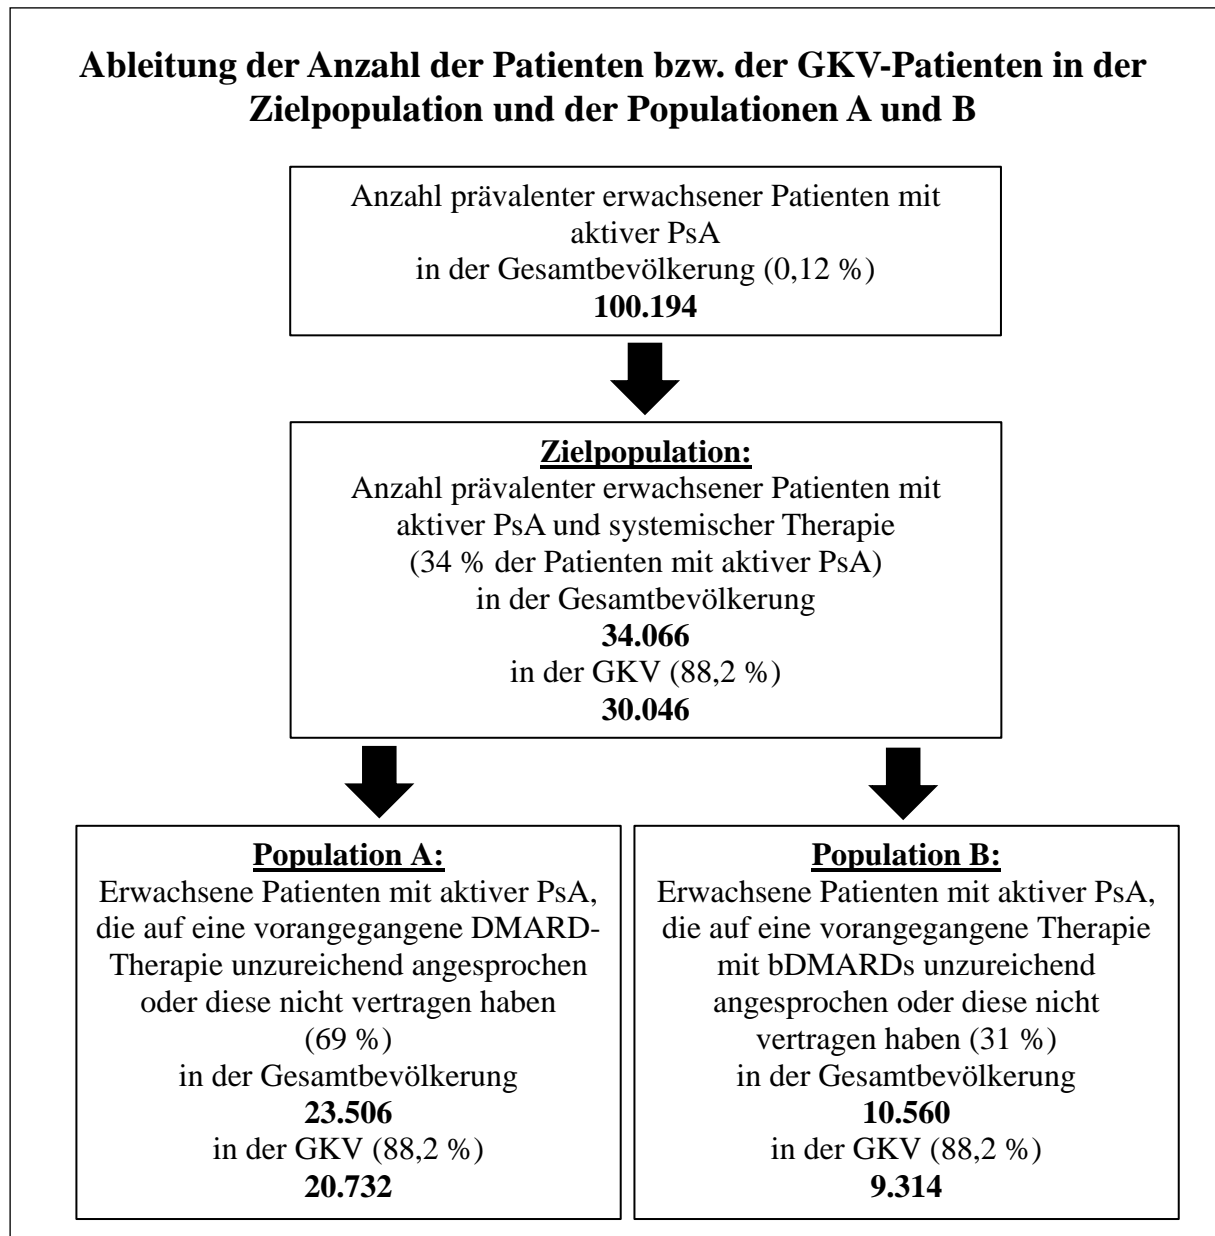 Ableitung der Anzahl der Patienten bzw. der GKV-Patienten in der
Zielpopulation und der Populationen A und B
Anzahl prävalenter erwachsener Patienten mit
aktiver PsA
in der Gesamtbevölkerung (0,12 %)
100.194
Zielpopulation:
Anzahl prävalenter erwachsener Patienten mit
aktiver PsA und systemischer Therapie
(34 % der Patienten mit aktiver PsA)
in der Gesamtbevölkerung
34.066
in der GKV (88,2 %)
30.046
Population A:
Erwachsene Patienten mit aktiver PsA,
die auf eine vorangegangene DMARD-
Therapie unzureichend angesprochen
oder diese nicht vertragen haben
(69 %)
in der Gesamtbevölkerung
23.506
in der GKV (88,2 %)
20.732
Population B:
Erwachsene Patienten mit aktiver PsA,
die auf eine vorangegangene Therapie
mit bDMARDs unzureichend
angesprochen oder diese nicht
vertragen haben (31 %)
in der Gesamtbevölkerung
10.560
in der GKV (88,2 %)
9.314